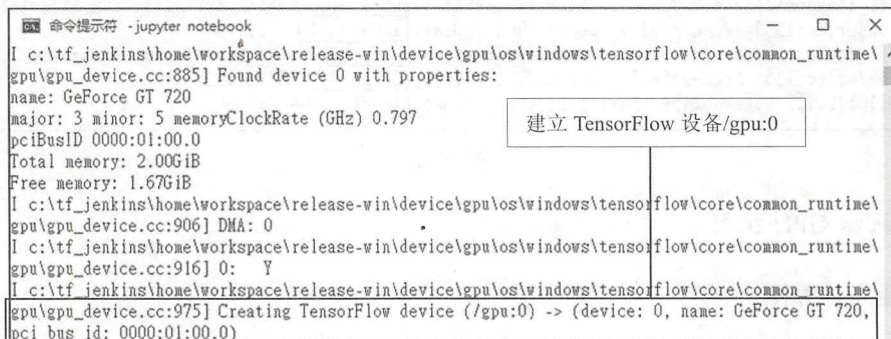 命令提示符 - jupyter notebook
I c:\tf_jenkins\home\workspace\release-win\device\gpu\os\windows\tensorflow\core\common_runtime\
gpu\gpu_device.cc:885] Found device 0 with properties:
name: GeForce GT 720
major: 3 minor: 5 memoryClockRate (GHz) 0.797
pciBusID 0000:01:00.0
建立 TensorFlow 设备/gpu:0
Total memory: 2.00GiB
Free memory: 1.67GiB
I c:\tf_jenkins\home\workspace\release-win\device\gpu\os\windows\tensorflow\core\common_runtime\
gpu\gpu_device.cc:906] DMA: 0
I c:\tf_jenkins\home\workspace\release-win\device\gpu\os\windows\tensorflow\core\common_runtime\
gpu\gpu_device.cc:916] 0:   Y
I c:\tf_jenkins\home\workspace\release-win\device\gpu\os\windows\tensorflow\core\common_runtime\
gpu\gpu_device.cc:975] Creating TensorFlow device (/gpu:0) -> (device: 0, name: GeForce GT 720,
pci bus id: 0000:01:00.0)